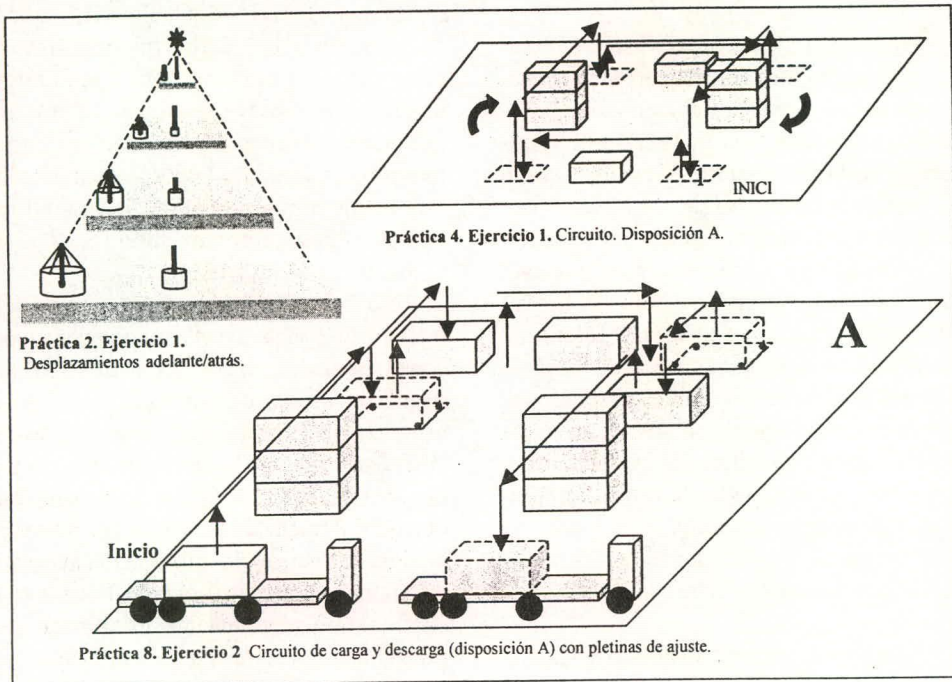 INICI
Práctica 4. Ejercicio 1. Circuito. Disposición A.
Práctica 2. Ejercicio 1.
Desplazamientos adelante/atrás.
A
Inicio
Práctica 8. Ejercicio 2 Circuito de carga y descarga (disposición A) con pletinas de ajuste.